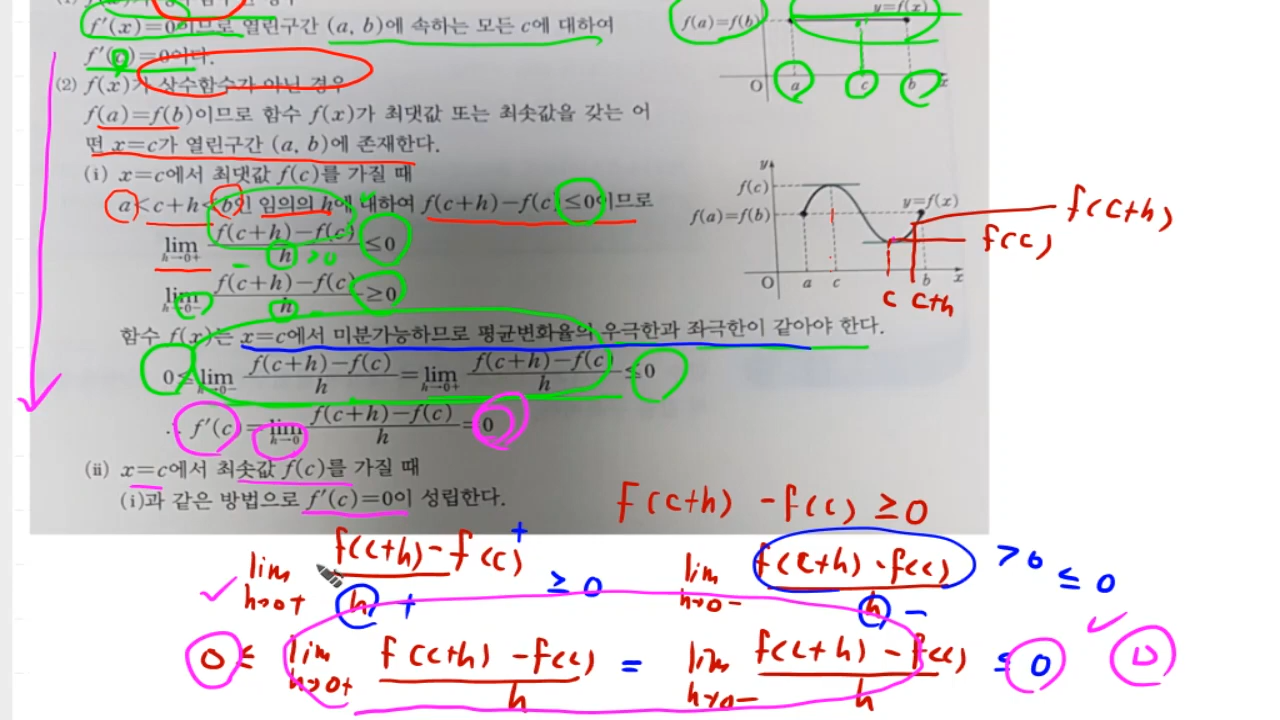 f'(x)=0이므로 열린구간 (a, b)에 속하는 모든 c에 대하여
f'(c)=0이다.
(2) f(x)가 상수함수가 아닌 경우
f(a)=f(b)이므로 함수 f(x)가 최댓값 또는 최솟값을 갖는 어
떤 x=c가 열린구간 (a, b)에 존재한다.
(i) x=c에서 최댓값 f(c)를 가질 때
a<c+h<b인 임의의 h에 대하여 f(c+h)-f(c)≤0이므로
lim h→0+ f(c+h)-f(c) / h ≤0
- h >0
lim h→0- f(c+h)-f(c) / h ≥0
함수 f(x)는 x=c에서 미분가능하므로 평균변화율의 우극한과 좌극한이 같아야 한다.
0≤ lim h→0- f(c+h)-f(c) / h = lim h→0+ f(c+h)-f(c) / h ≤0
∴ f'(c)= lim h→0 f(c+h)-f(c) / h =0
(ii) x=c에서 최솟값 f(c)를 가질 때
(i)과 같은 방법으로 f'(c)=0이 성립한다.
f(a)=f(b)
y=f(x)
O a c b x
y
f(c)
f(a)=f(b)
y=f(x)
O a c b x
f(c+h)
f(c)
c c+h
f(c+h) -f(c) ≥0
lim h→0+ f(c+h)-f(c) + / h + ≥0
lim h→0- f(c+h)-f(c) >0 / h - ≤0
0 ≤ lim h→0+ f(c+h)-f(c) / h = lim h→0- f(c+h)-f(c) / h ≤ 0